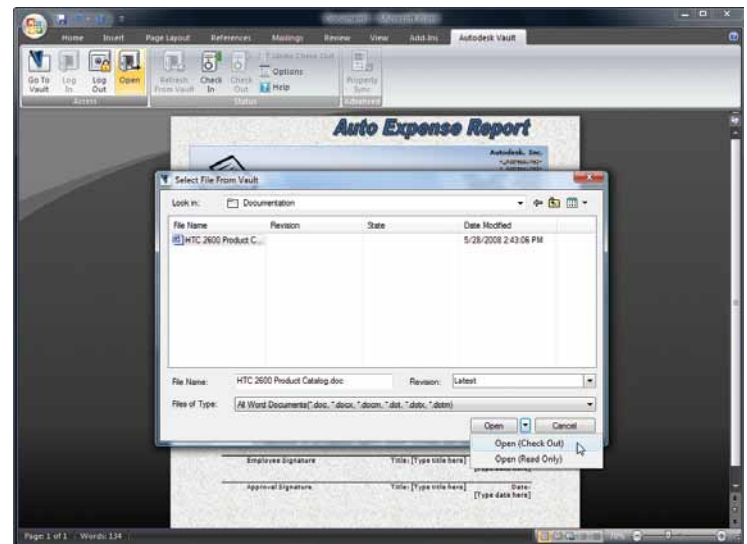 Home Insert Page Layout References Mailings Review View Add-Ins Autodesk Vault
Go To Vault
Log In
Log Out
Open
Refresh From Vault
Check In
Check Out
Options
Help
Property Sync
Access Status Advanced
Auto Expense Report
Autodesk, Inc.
Select File From Vault
Look in: Documentation
File Name Revision State Date Modified
HTC 2600 Product C... 5/28/2008 2:43:06 PM
File Name: HTC 2600 Product Catalog.doc Revision: Latest
Files of Type: All Word Documents(*.doc, *.docx, *.docm, *.dot, *.dotx, *.dotm)
Open Cancel
Open (Check Out)
Open (Read Only)
Employee Signature Title: [Type title here]
Approval Signature Title: [Type title here] Date: [Type date here]
Page: 1 of 1 Words: 134 70%